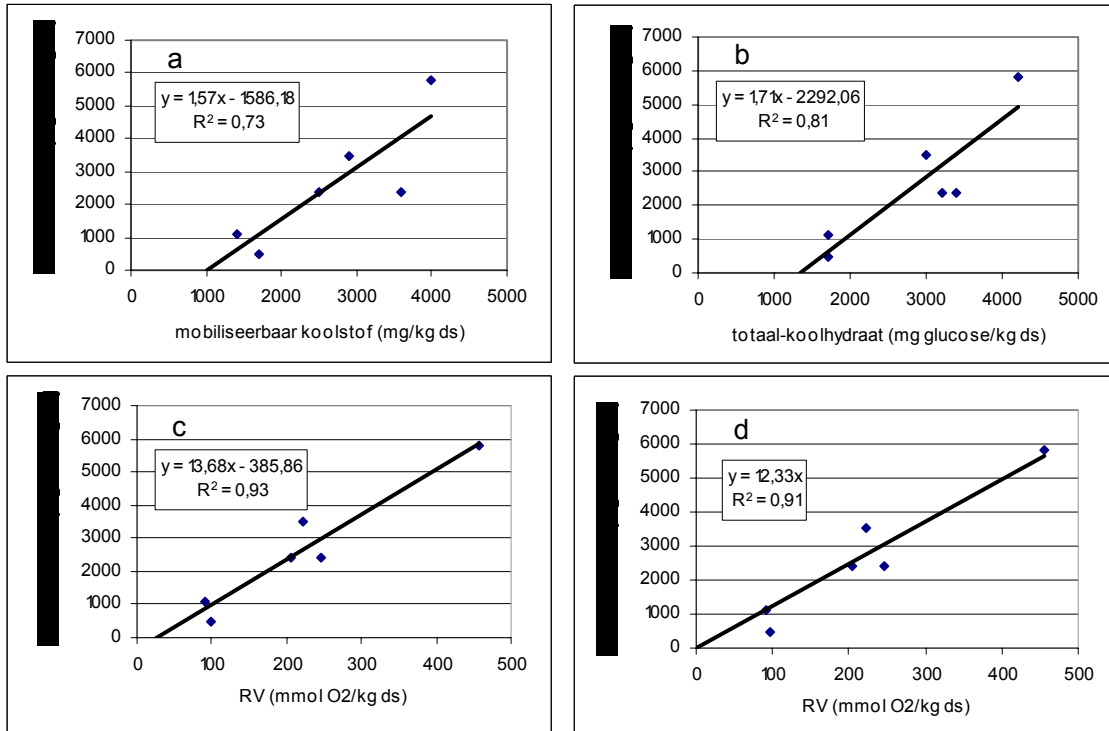 a
7000
6000
5000
4000
3000
2000
1000
0
y = 1,57x - 1586,18
R² = 0,73
0 1000 2000 3000 4000 5000
mobiliseerbaar koolstof (mg/kg ds)
b
7000
6000
5000
4000
3000
2000
1000
0
y = 1,71x - 2292,06
R² = 0,81
0 1000 2000 3000 4000 5000
totaal-koolhydraat (mg glucose/kg ds)
c
7000
6000
5000
4000
3000
2000
1000
0
y = 13,68x - 385,86
R² = 0,93
0 100 200 300 400 500
RV (mmol O2/kg ds)
d
7000
6000
5000
4000
3000
2000
1000
0
y = 12,33x
R² = 0,91
0 100 200 300 400 500
RV (mmol O2/kg ds)